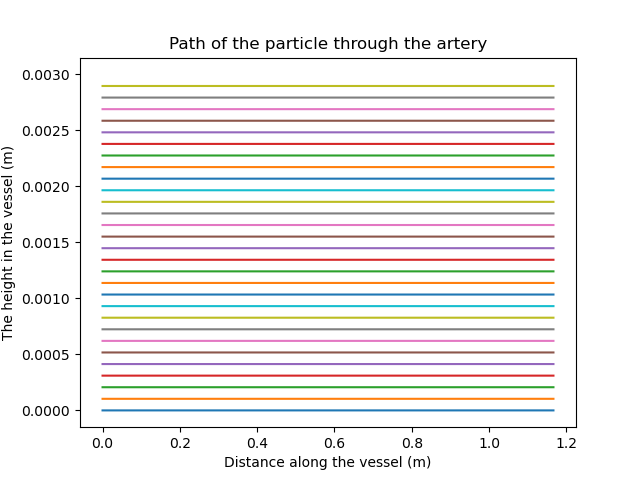 Path of the particle through the artery
0.0030
0.0025
0.0020
0.0015
0.0010
0.0005
0.0000
The height in the vessel (m)
0.0 0.2 0.4 0.6 0.8 1.0 1.2
Distance along the vessel (m)